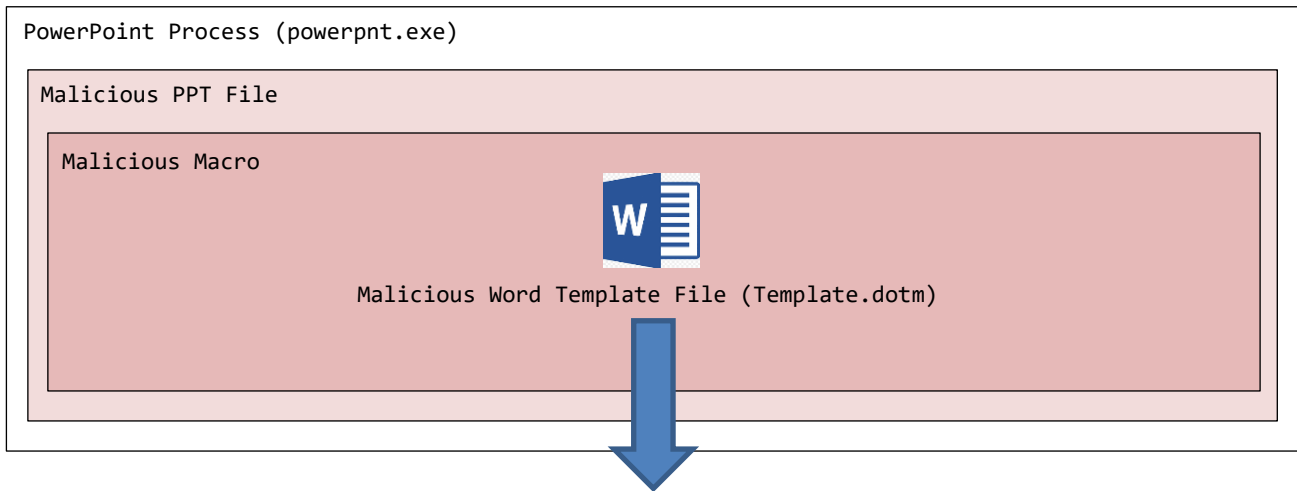 PowerPoint Process (powerpnt.exe)
Malicious PPT File
Malicious Macro
W
Malicious Word Template File (Template.dotm)